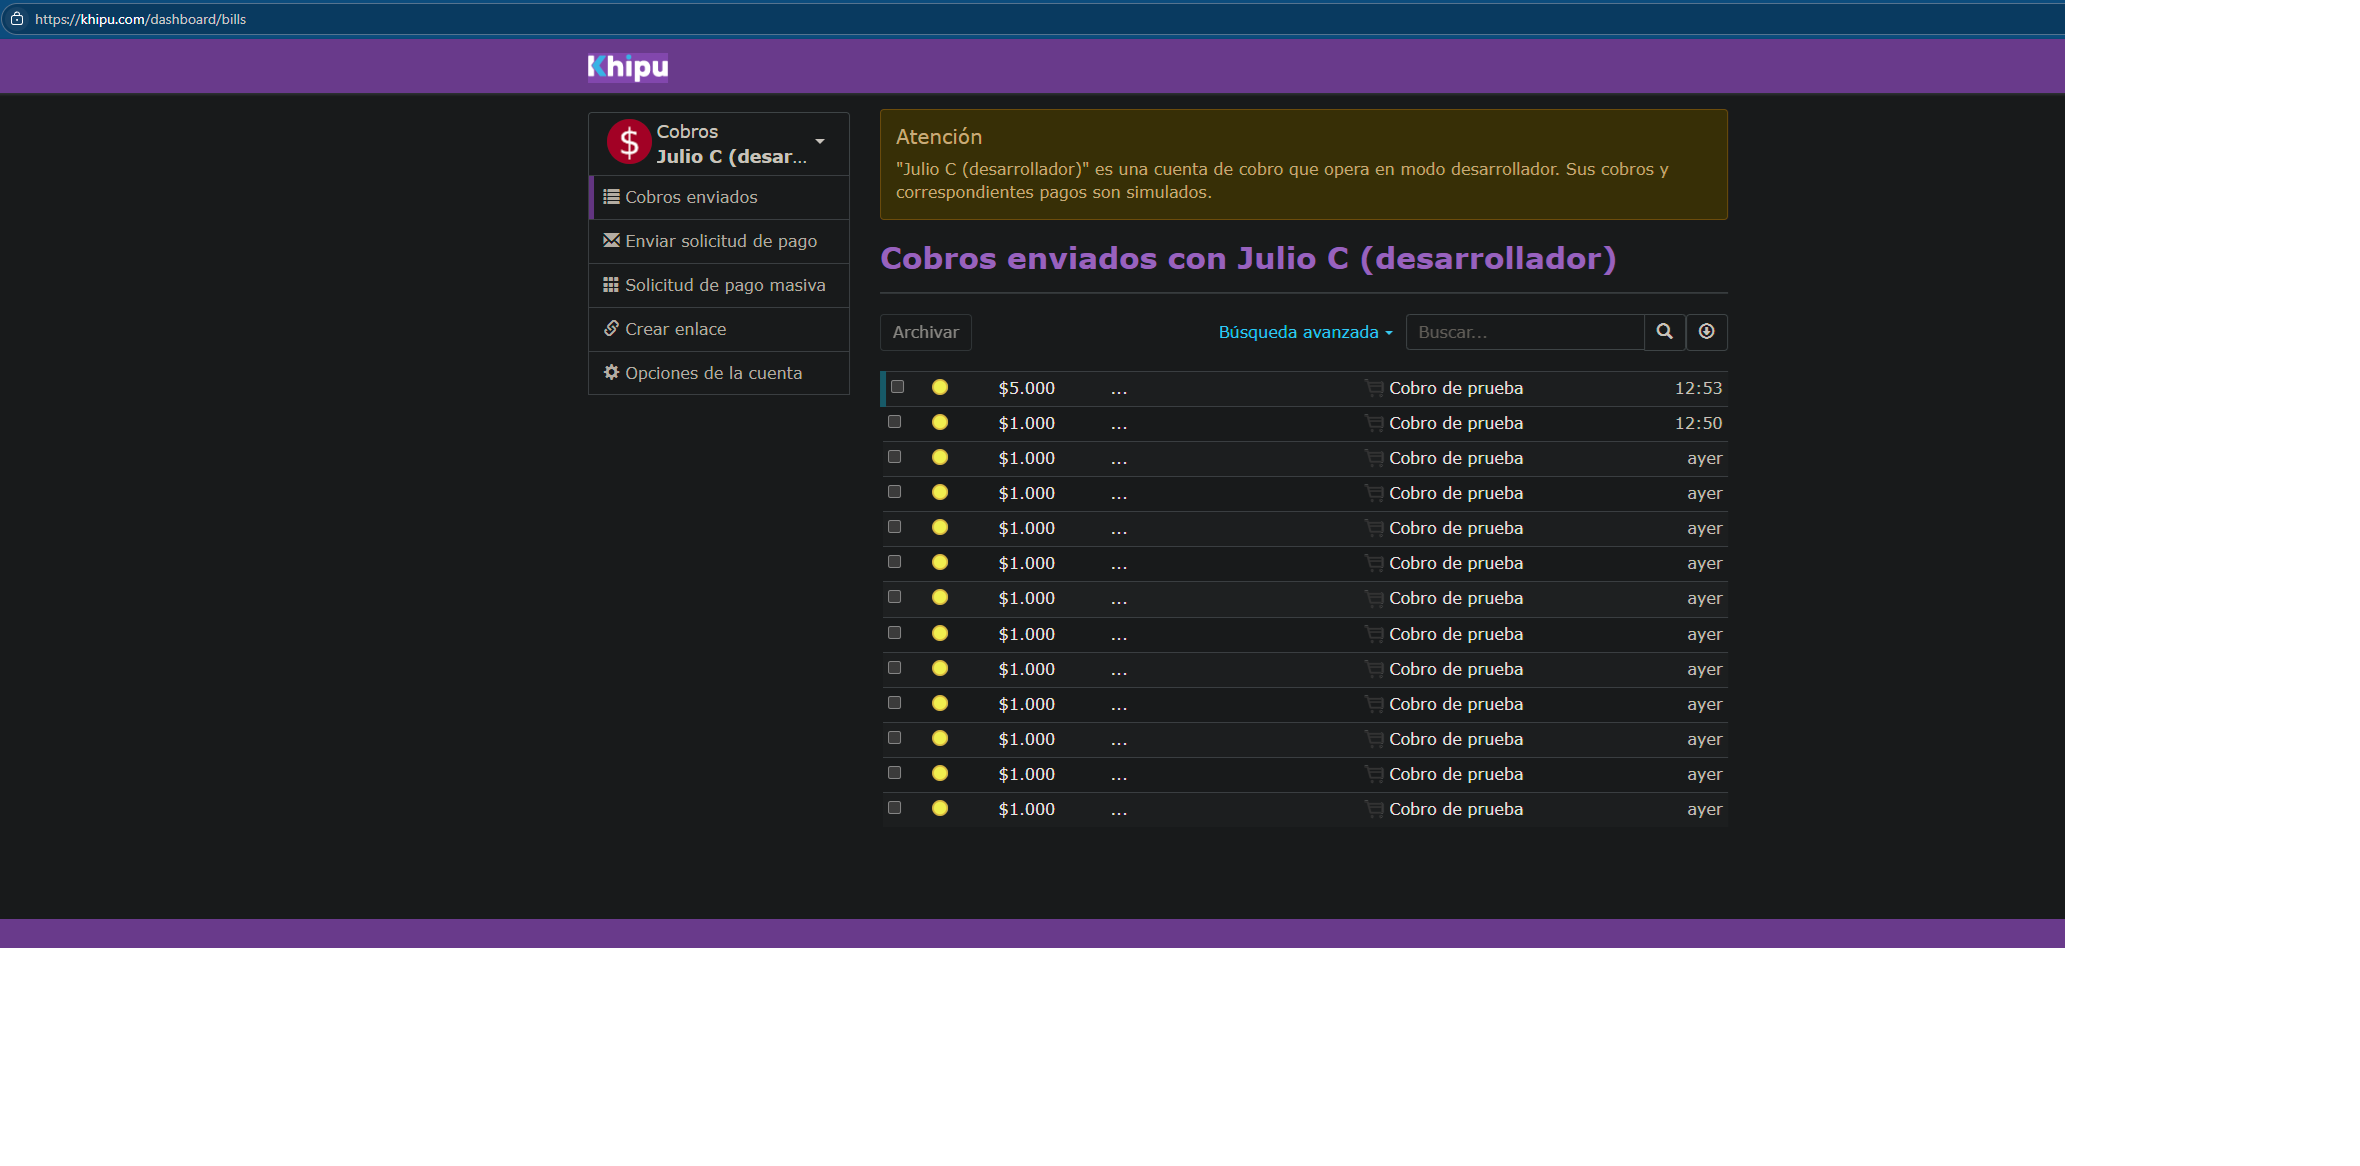 https://khipu.com/dashboard/bills
Khipu
Cobros
Julio C (desar...
Cobros enviados
Enviar solicitud de pago
Solicitud de pago masiva
Crear enlace
Opciones de la cuenta
Atención
"Julio C (desarrollador)" es una cuenta de cobro que opera en modo desarrollador. Sus cobros y
correspondientes pagos son simulados.
Cobros enviados con Julio C (desarrollador)
Archivar Búsqueda avanzada Buscar...
$5.000 ... Cobro de prueba 12:53
$1.000 ... Cobro de prueba 12:50
$1.000 ... Cobro de prueba ayer
$1.000 ... Cobro de prueba ayer
$1.000 ... Cobro de prueba ayer
$1.000 ... Cobro de prueba ayer
$1.000 ... Cobro de prueba ayer
$1.000 ... Cobro de prueba ayer
$1.000 ... Cobro de prueba ayer
$1.000 ... Cobro de prueba ayer
$1.000 ... Cobro de prueba ayer
$1.000 ... Cobro de prueba ayer
$1.000 ... Cobro de prueba ayer